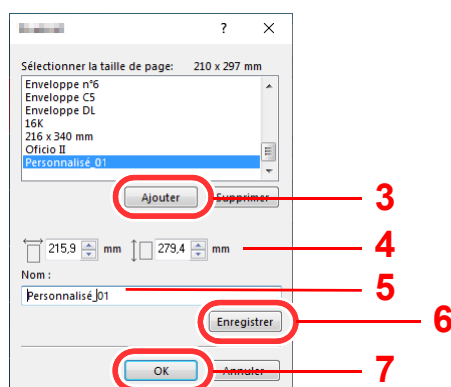 ? ×
Sélectionner la taille de page: 210 x 297 mm
Enveloppe n°6
Enveloppe C5
Enveloppe DL
16K
216 x 340 mm
Oficio II
Personnalisé_01
Ajouter Supprimer 3
215,9 mm 279,4 mm 4
Nom :
5
Personnalisé_01
Enregistrer 6
OK Annuler 7